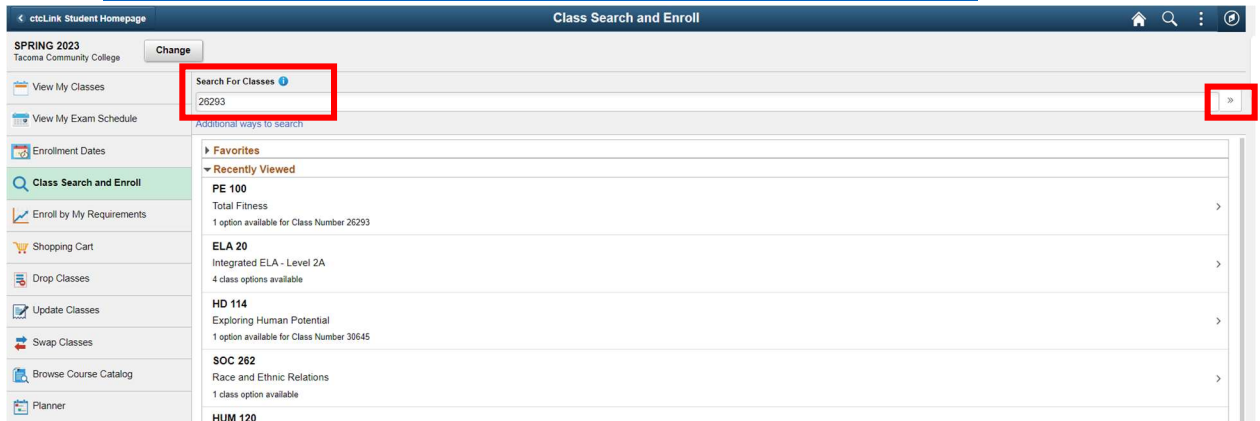 ctcLink Student Homepage
Class Search and Enroll
SPRING 2023
Tacoma Community College
Change
View My Classes
View My Exam Schedule
Enrollment Dates
Class Search and Enroll
Enroll by My Requirements
Shopping Cart
Drop Classes
Update Classes
Swap Classes
Browse Course Catalog
Planner
Search For Classes
26293
»
Additional ways to search
Favorites
Recently Viewed
PE 100
Total Fitness
1 option available for Class Number 26293
ELA 20
Integrated ELA - Level 2A
4 class options available
HD 114
Exploring Human Potential
1 option available for Class Number 30645
SOC 262
Race and Ethnic Relations
1 class option available
HUM 120